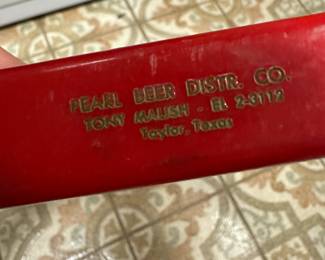 PEARL BEER DISTR. CO.
TONY MALISH - EL 2-3112
Taylor, Texas